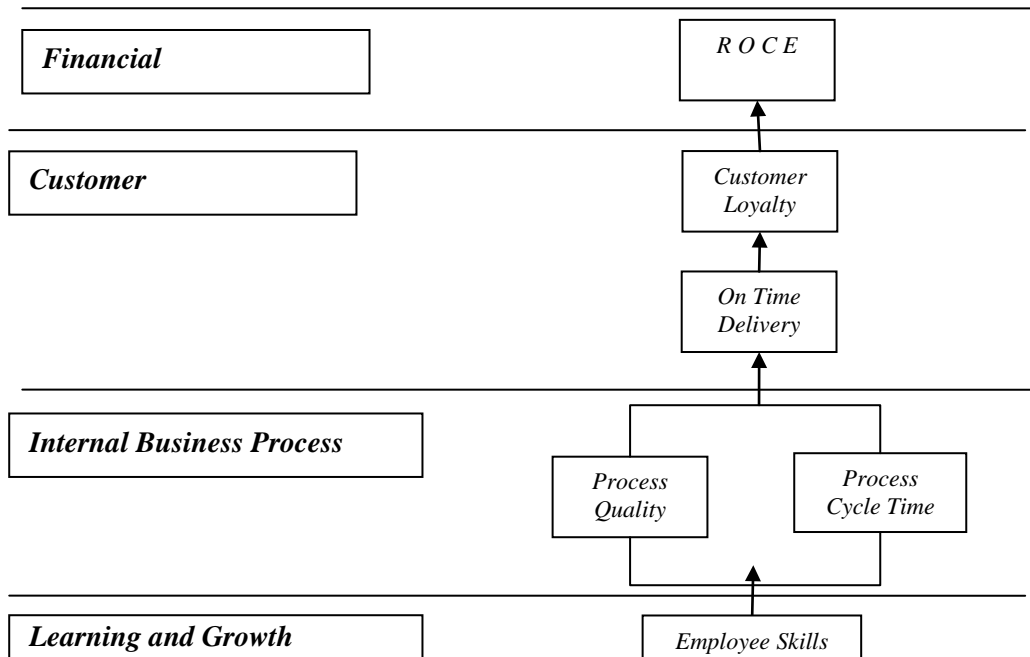 Financial
R O C E
Customer
Customer
Loyalty
On Time
Delivery
Internal Business Process
Process
Quality
Process
Cycle Time
Learning and Growth
Employee Skills